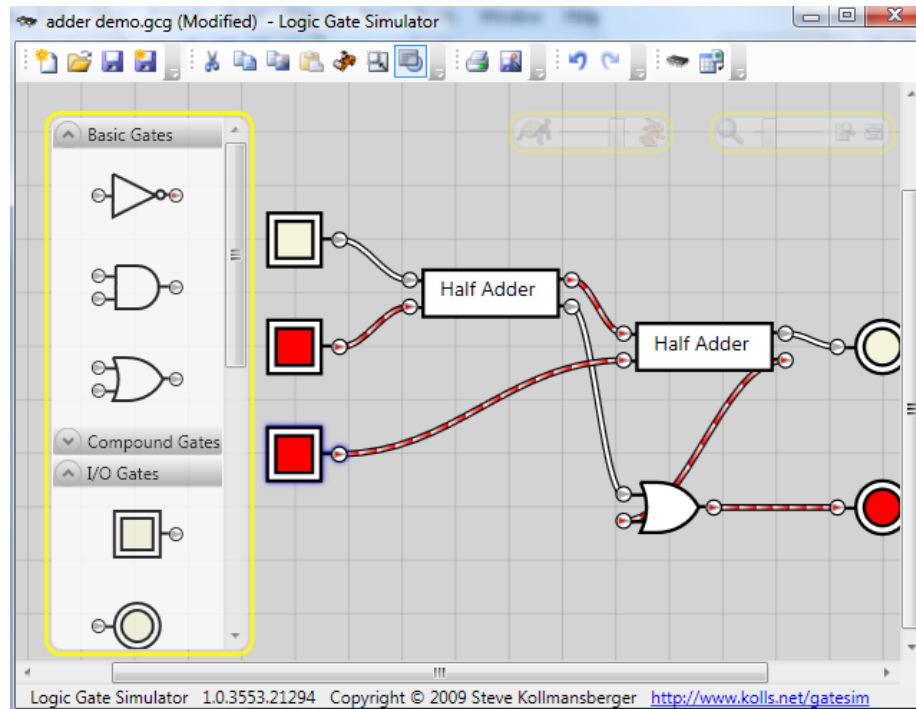 adder demo.gcg (Modified) - Logic Gate Simulator
Basic Gates
Half Adder
Half Adder
Compound Gates
I/O Gates
Logic Gate Simulator 1.0.3553.21294 Copyright © 2009 Steve Kollmansberger http://www.kolls.net/gatesim